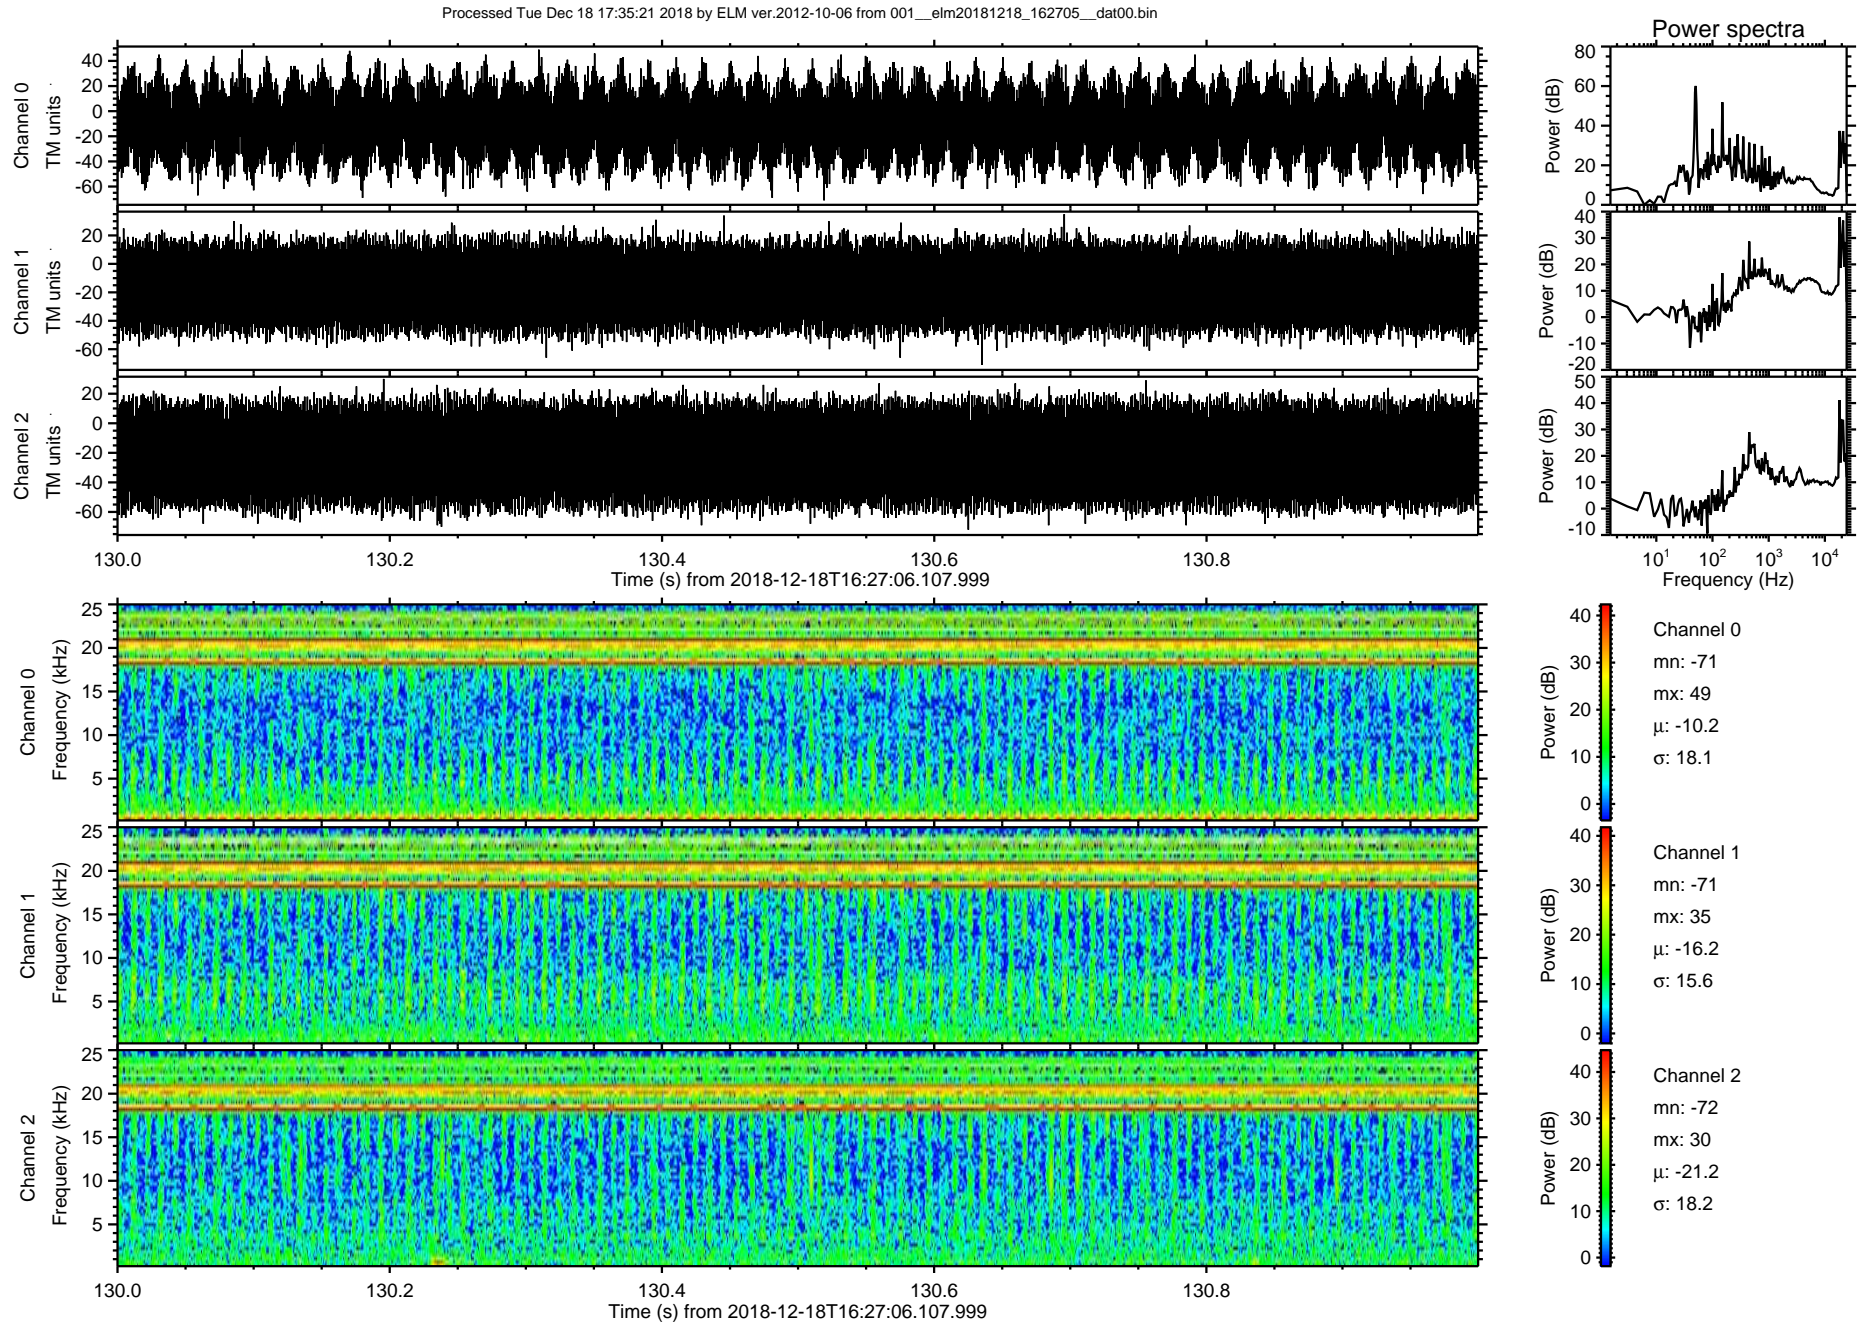 Processed Tue Dec 18 17:35:21 2018 by ELM ver.2012-10-06 from 001__elm20181218_162705__dat00.bin
Power spectra
Channel 0
TM units
40
20
0
-20
-40
-60
Power (dB)
80
60
40
20
0
Channel 1
TM units
20
0
-20
-40
-60
Power (dB)
40
30
20
10
0
-10
-20
Channel 2
TM units
20
0
-20
-40
-60
Power (dB)
50
40
30
20
10
0
-10
130.0 130.2 130.4 130.6 130.8
Time (s) from 2018-12-18T16:27:06.107.999
10^1 10^2 10^3 10^4
Frequency (Hz)
Channel 0
Frequency (kHz)
25
20
15
10
5
Power (dB)
40
30
20
10
0
Channel 0
mn: -71
mx: 49
μ: -10.2
σ: 18.1
Channel 1
Frequency (kHz)
25
20
15
10
5
Power (dB)
40
30
20
10
0
Channel 1
mn: -71
mx: 35
μ: -16.2
σ: 15.6
Channel 2
Frequency (kHz)
25
20
15
10
5
Power (dB)
40
30
20
10
0
Channel 2
mn: -72
mx: 30
μ: -21.2
σ: 18.2
130.0 130.2 130.4 130.6 130.8
Time (s) from 2018-12-18T16:27:06.107.999